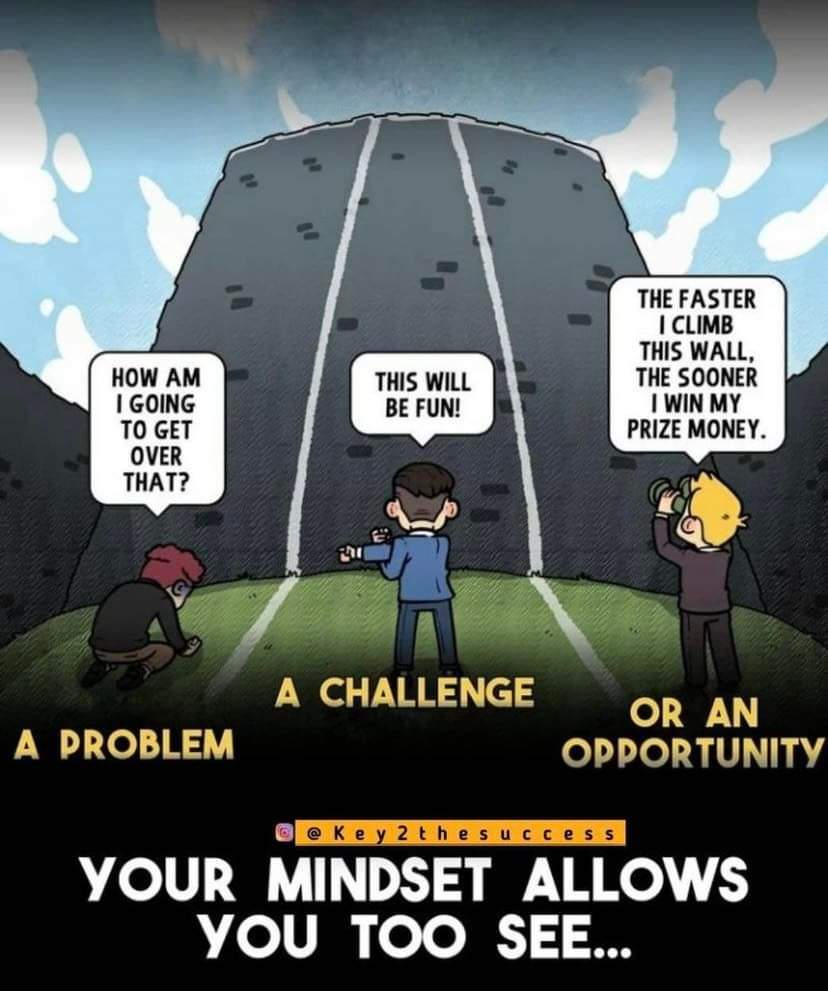 HOW AM
I GOING
TO GET
OVER
THAT?
THIS WILL
BE FUN!
THE FASTER
I CLIMB
THIS WALL,
THE SOONER
I WIN MY
PRIZE MONEY.
A PROBLEM
A CHALLENGE
OR AN
OPPORTUNITY
@Key2thesuccess
YOUR MINDSET ALLOWS
YOU TOO SEE...